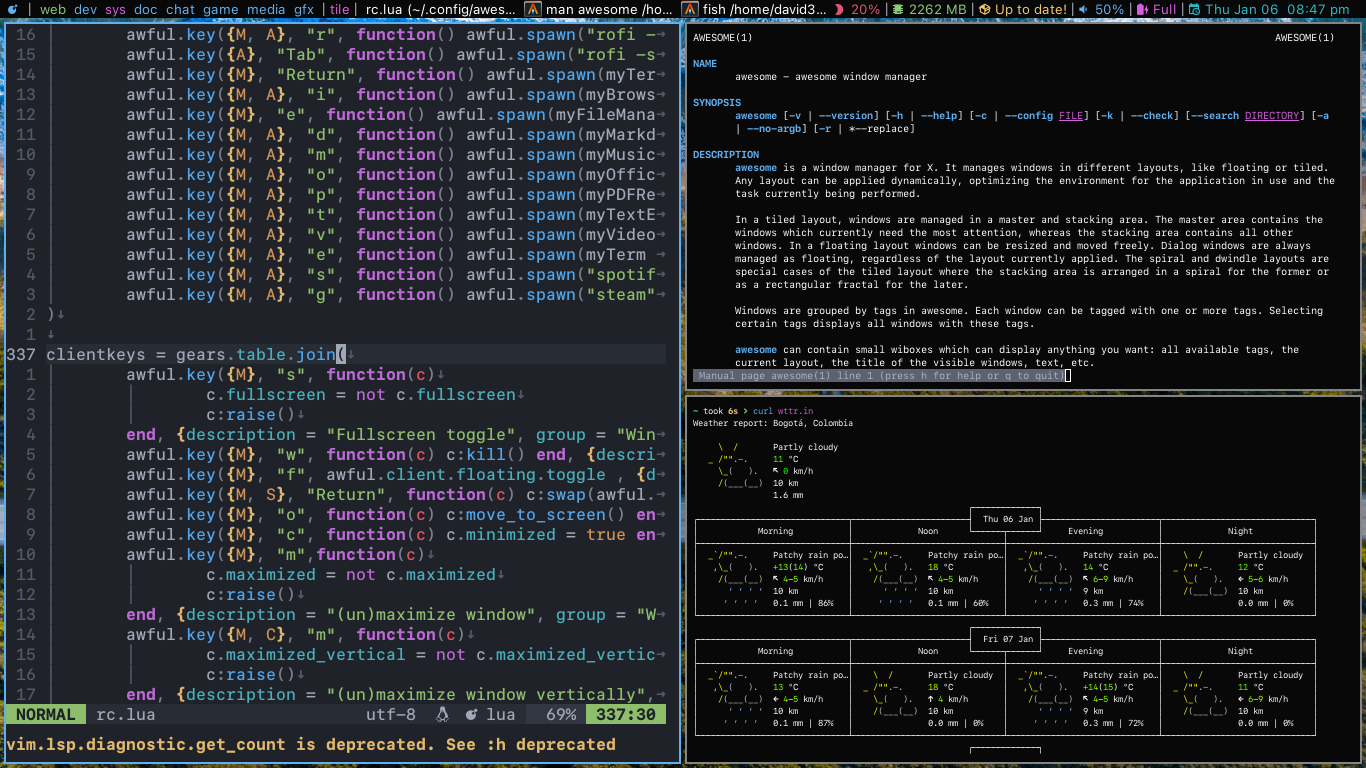 web dev sys doc chat game media gfx | tile | rc.lua (~/.config/awes... man awesome /ho... fish /home/david3... 20% | 2262 MB | Up to date! | 50% | Full | Thu Jan 06 08:47 pm
16 awful.key({M, A}, "r", function() awful.spawn("rofi -→
15 awful.key({A}, "Tab", function() awful.spawn("rofi -s→
14 awful.key({M}, "Return", function() awful.spawn(myTer→
13 awful.key({M, A}, "i", function() awful.spawn(myBrows→
12 awful.key({M}, "e", function() awful.spawn(myFileMana→
11 awful.key({M, A}, "d", function() awful.spawn(myMarkd→
10 awful.key({M, A}, "m", function() awful.spawn(myMusic→
9 awful.key({M, A}, "o", function() awful.spawn(myOffic→
8 awful.key({M, A}, "p", function() awful.spawn(myPDFRe→
7 awful.key({M, A}, "t", function() awful.spawn(myTextE→
6 awful.key({M, A}, "v", function() awful.spawn(myVideo→
5 awful.key({M, A}, "e", function() awful.spawn(myTerm →
4 awful.key({M, A}, "s", function() awful.spawn("spotif→
3 awful.key({M, A}, "g", function() awful.spawn("steam"→
2 )↓
1 ↓
337 clientkeys = gears.table.join(↓
1 awful.key({M}, "s", function(c)↓
2 c.fullscreen = not c.fullscreen↓
3 c:raise()↓
4 end, {description = "Fullscreen toggle", group = "Win→
5 awful.key({M}, "w", function(c) c:kill() end, {descri→
6 awful.key({M}, "f", awful.client.floating.toggle , {d→
7 awful.key({M, S}, "Return", function(c) c:swap(awful.→
8 awful.key({M}, "o", function(c) c:move_to_screen() en→
9 awful.key({M}, "c", function(c) c.minimized = true en→
10 awful.key({M}, "m",function(c)↓
11 c.maximized = not c.maximized↓
12 c:raise()↓
13 end, {description = "(un)maximize window", group = "W→
14 awful.key({M, C}, "m", function(c)↓
15 c.maximized_vertical = not c.maximized_vertic→
16 c:raise()↓
17 end, {description = "(un)maximize window vertically",→
NORMAL rc.lua utf-8 lua 69% 337:30
vim.lsp.diagnostic.get_count is deprecated. See :h deprecated
AWESOME(1) AWESOME(1)
NAME
awesome - awesome window manager
SYNOPSIS
awesome [-v | --version] [-h | --help] [-c | --config FILE] [-k | --check] [--search DIRECTORY] [-a
| --no-argb] [-r | *--replace]
DESCRIPTION
awesome is a window manager for X. It manages windows in different layouts, like floating or tiled.
Any layout can be applied dynamically, optimizing the environment for the application in use and the
task currently being performed.
In a tiled layout, windows are managed in a master and stacking area. The master area contains the
windows which currently need the most attention, whereas the stacking area contains all other
windows. In a floating layout windows can be resized and moved freely. Dialog windows are always
managed as floating, regardless of the layout currently applied. The spiral and dwindle layouts are
special cases of the tiled layout where the stacking area is arranged in a spiral for the former or
as a rectangular fractal for the later.
Windows are grouped by tags in awesome. Each window can be tagged with one or more tags. Selecting
certain tags displays all windows with these tags.
awesome can contain small wiboxes which can display anything you want: all available tags, the
current layout, the title of the visible windows, text, etc.
Manual page awesome(1) line 1 (press h for help or q to quit)
~ took 6s > curl wttr.in
Weather report: Bogotá, Colombia
Partly cloudy
11 °C
↖ 0 km/h
10 km
1.6 mm
Thu 06 Jan
Morning Noon Evening Night
Patchy rain po… Patchy rain po… Patchy rain po… Partly cloudy
+13(14) °C 18 °C 14 °C 12 °C
↖ 4-5 km/h ↖ 4-5 km/h ↖ 6-9 km/h ← 5-6 km/h
10 km 10 km 9 km 10 km
0.1 mm | 86% 0.1 mm | 60% 0.3 mm | 74% 0.0 mm | 0%
Fri 07 Jan
Morning Noon Evening Night
Patchy rain po… Partly cloudy Patchy rain po… Partly cloudy
13 °C 18 °C +14(15) °C 11 °C
← 4-5 km/h ↑ 4 km/h ↖ 4-5 km/h ← 6-9 km/h
10 km 10 km 9 km 10 km
0.1 mm | 87% 0.0 mm | 0% 0.3 mm | 72% 0.0 mm | 0%